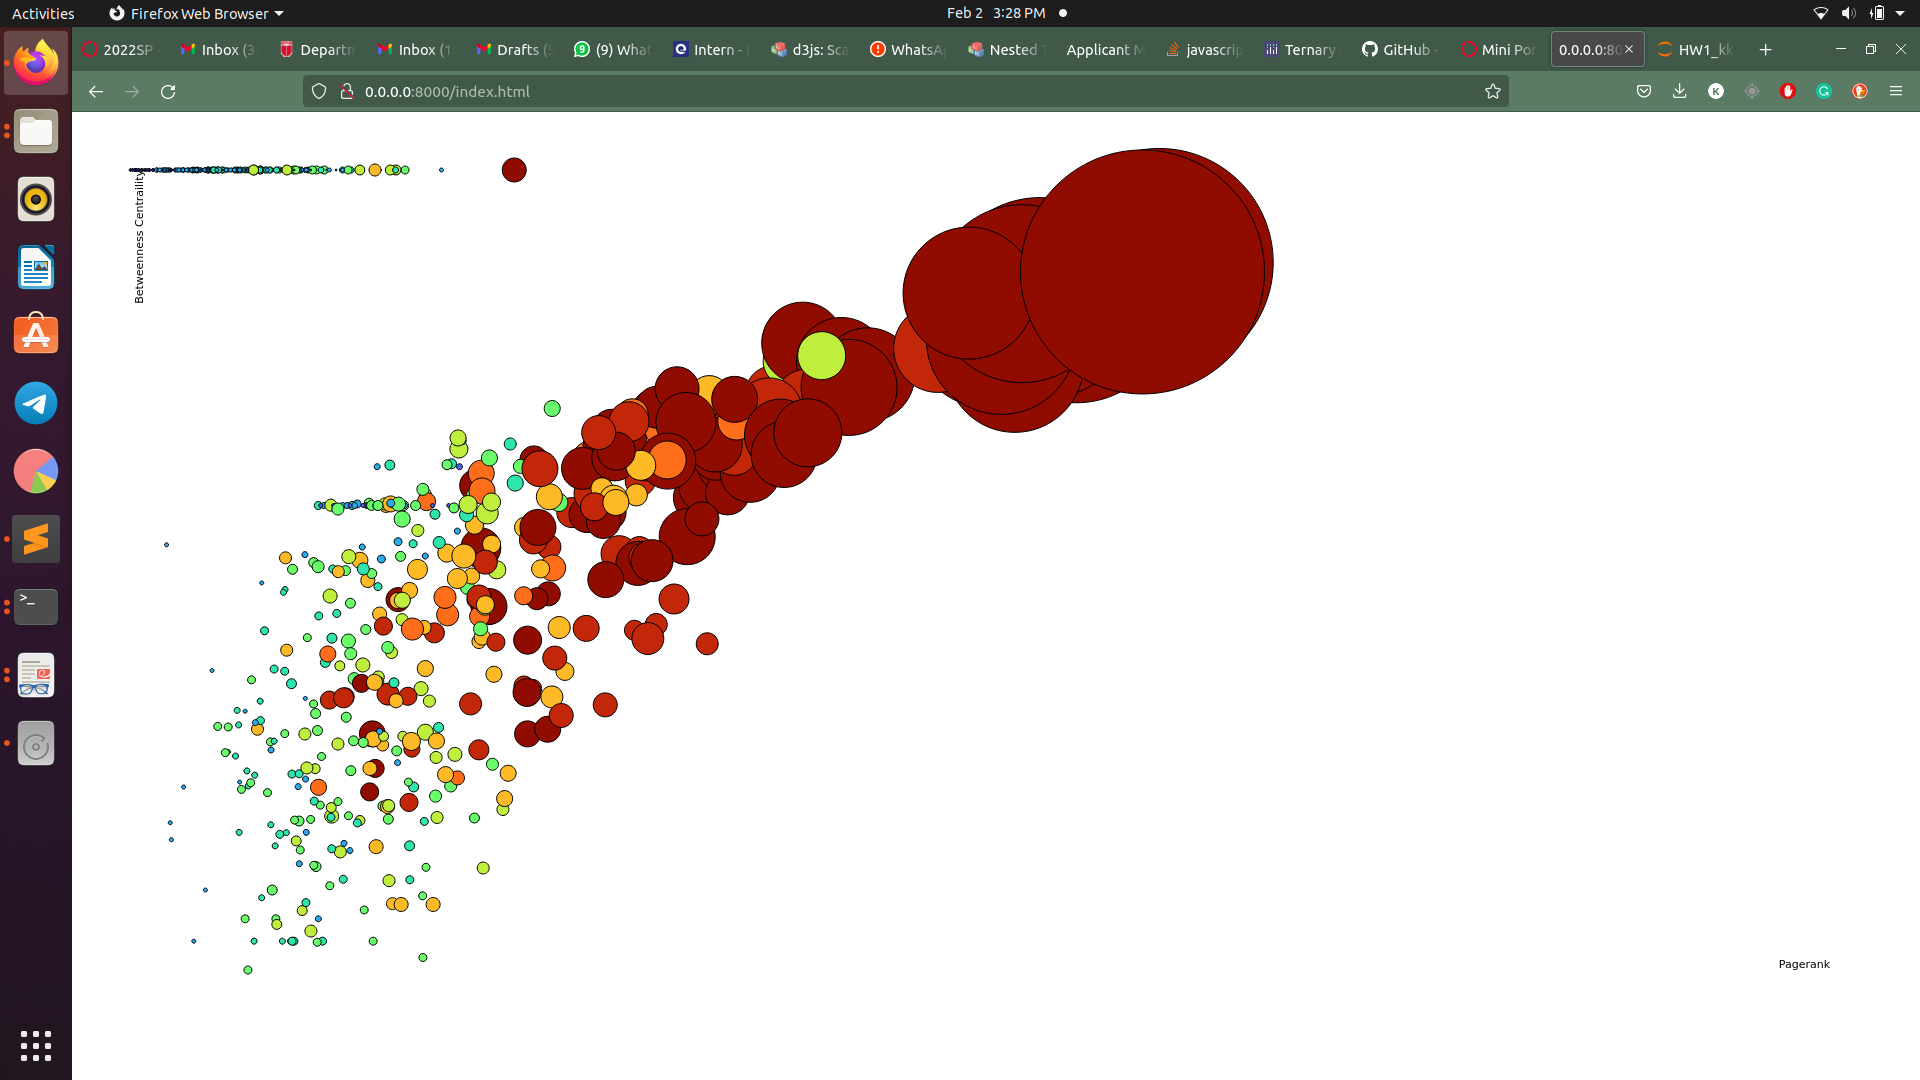 Activities
Firefox Web Browser
Feb 2 3:28 PM
2022SP
Inbox (3
Departm
Inbox (1
Drafts (
(9) What
Intern -
d3js: Sca
WhatsA
Nested
Applicant
javascrip
Ternary
GitHub -
Mini Por
0.0.0.0:80
HW1_kk
0.0.0.0:8000/index.html
Betweenness Centraility
Pagerank